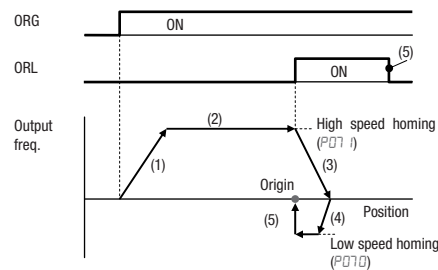 ORG
ON
ORL
ON
(5)
Output
freq.
(2)
High speed homing
(P071)
(1)
(3)
Origin
Position
(5)
(4)
Low speed homing
(P070)